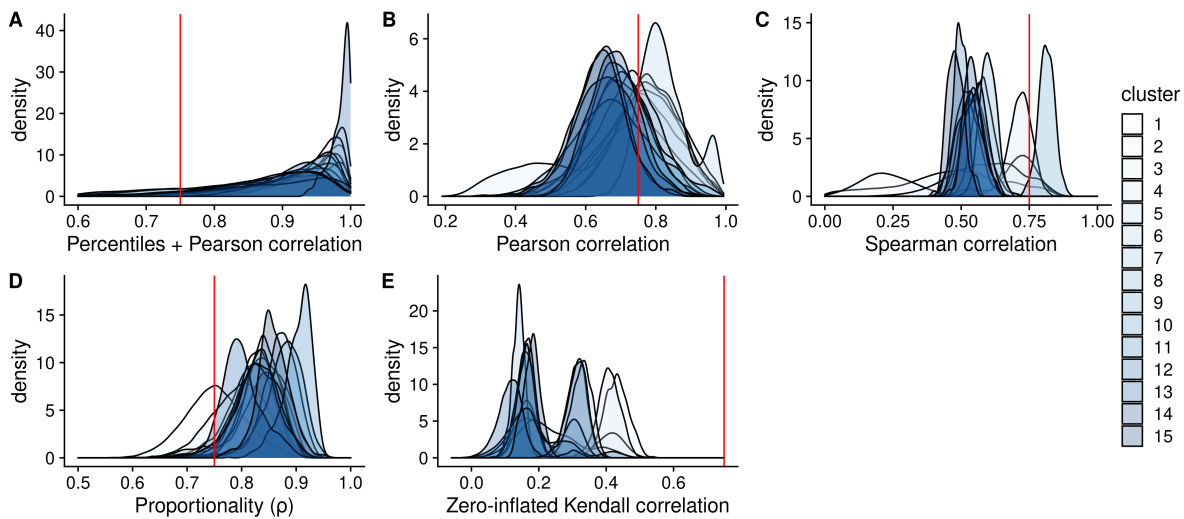 A
density
40
30
20
10
0
0.6 0.7 0.8 0.9 1.0
Percentiles + Pearson correlation
B
density
6
4
2
0
0.2 0.4 0.6 0.8 1.0
Pearson correlation
C
density
15
10
5
0
0.00 0.25 0.50 0.75 1.00
Spearman correlation
D
density
15
10
5
0
0.5 0.6 0.7 0.8 0.9 1.0
Proportionality (ρ)
E
density
20
15
10
5
0
0.0 0.2 0.4 0.6
Zero-inflated Kendall correlation
cluster
1
2
3
4
5
6
7
8
9
10
11
12
13
14
15